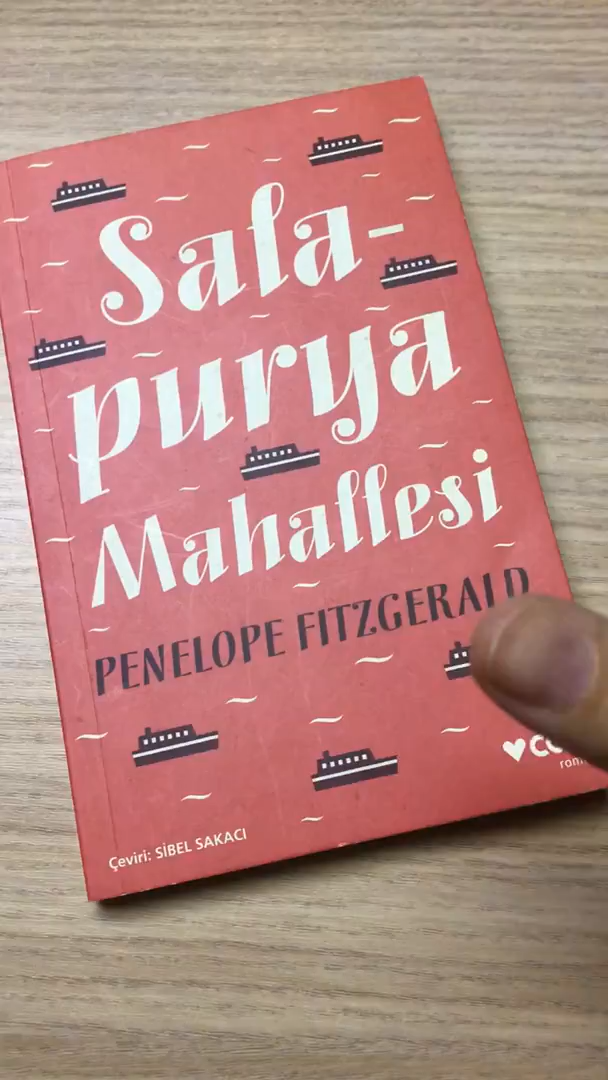 Sala-
purya
Mahallesi
PENELOPE FITZGERALD
Çeviri: SİBEL SAKACI